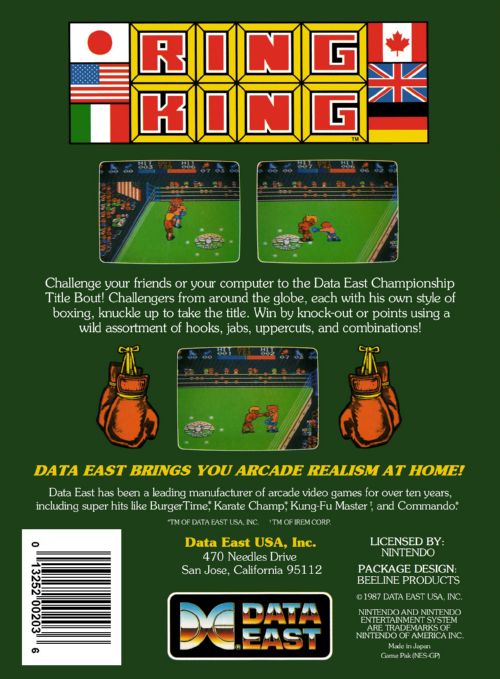 RING
KING
TM
Challenge your friends or your computer to the Data East Championship
Title Bout! Challengers from around the globe, each with his own style of
boxing, knuckle up to take the title. Win by knock-out or points using a
wild assortment of hooks, jabs, uppercuts, and combinations!
DATA EAST BRINGS YOU ARCADE REALISM AT HOME!
Data East has been a leading manufacturer of arcade video games for over ten years,
including super hits like BurgerTime,* Karate Champ,* Kung-Fu Master†, and Commando.*
*TM OF DATA EAST USA, INC. †TM OF IREM CORP.
Data East USA, Inc.
470 Needles Drive
San Jose, California 95112
DATA
EAST
LICENSED BY:
NINTENDO
PACKAGE DESIGN:
BEELINE PRODUCTS
© 1987 DATA EAST USA, INC.
NINTENDO AND NINTENDO
ENTERTAINMENT SYSTEM
ARE TRADEMARKS OF
NINTENDO OF AMERICA INC.
Made in Japan
Game Pak (NES-GP)
0 13252 00203 6